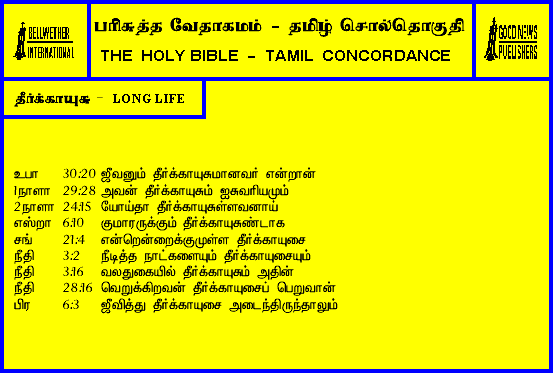 BELLWETHER
INTERNATIONAL
பரிசுத்த வேதாகமம் - தமிழ் சொல்தொகுதி
THE HOLY BIBLE - TAMIL CONCORDANCE
GOOD NEWS
PUBLISHERS
தீர்க்காயுசு - LONG LIFE
உபா 30:20 ஜீவனும் தீர்க்காயுசுமானவர் என்றான்
1நாளா 29:28 அவன் தீர்க்காயுசும் ஐசுவரியமும்
2நாளா 24:15 யோய்தா தீர்க்காயுசுள்ளவனாய்
எஸ்றா 6:10 குமாரருக்கும் தீர்க்காயுசுண்டாக
சங் 21:4 என்றென்றைக்குமுள்ள தீர்க்காயுசை
நீதி 3:2 நீடித்த நாட்களையும் தீர்க்காயுசையும்
நீதி 3:16 வலதுகையில் தீர்க்காயுசும் அதின்
நீதி 28:16 வெறுக்கிறவன் தீர்க்காயுசைப் பெறுவான்
பிர 6:3 ஜீவித்து தீர்க்காயுசை அடைந்திருந்தாலும்